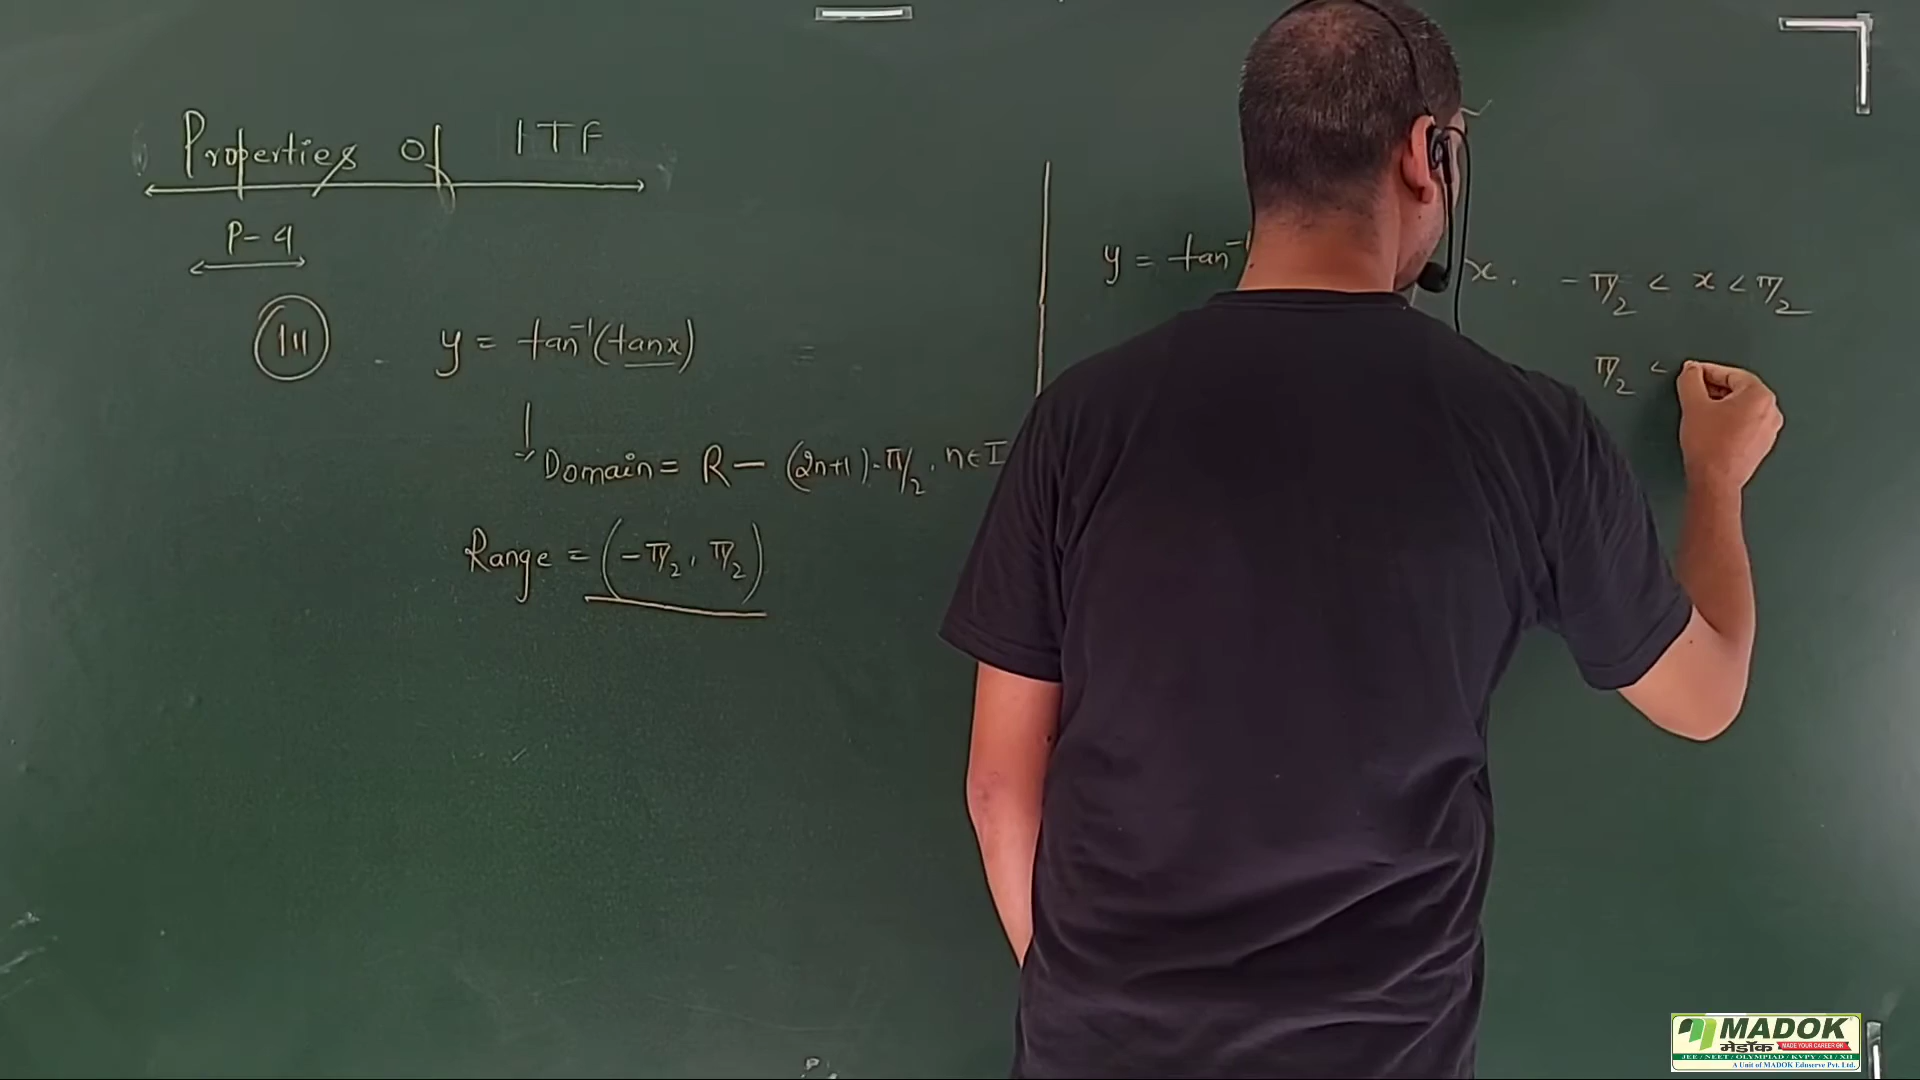 Properties of ITF
P-4
III y = tan⁻¹(tanx) =
Domain = R − (2n+1)·π/2, n∈I
Range = (−π/2, π/2)
y = tan⁻¹ x. −π/2 < x < π/2
π/2 <
MADOK
मेडॉक MADE YOUR CAREER OK
JEE / NEET / OLYMPIAD / KVPY / XI / XII
A Unit of MADOK Eduserve Pvt. Ltd.